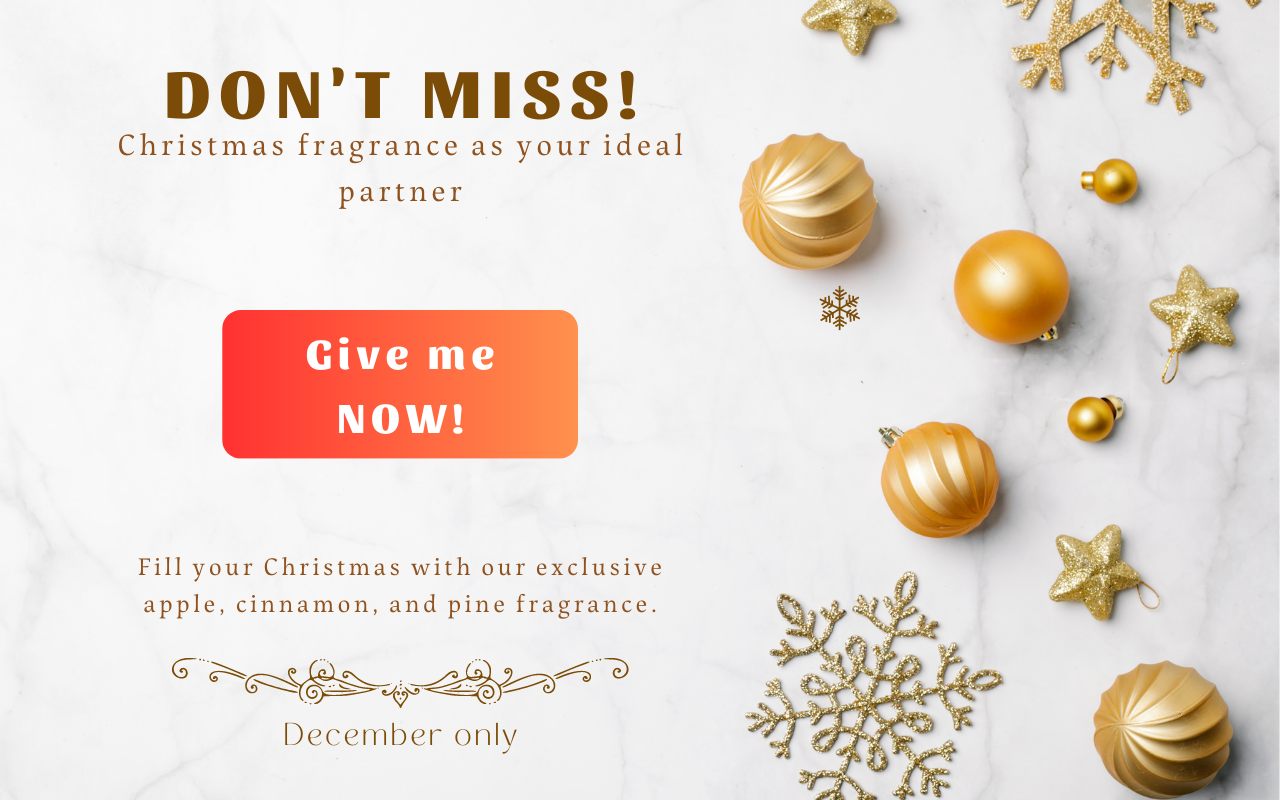 DON'T MISS!
Christmas fragrance as your ideal
partner
Give me
NOW!
Fill your Christmas with our exclusive
apple, cinnamon, and pine fragrance.
December only